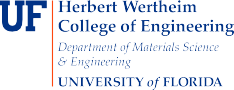 UF
Herbert Wertheim
College of Engineering
Department of Materials Science
& Engineering
UNIVERSITY of FLORIDA